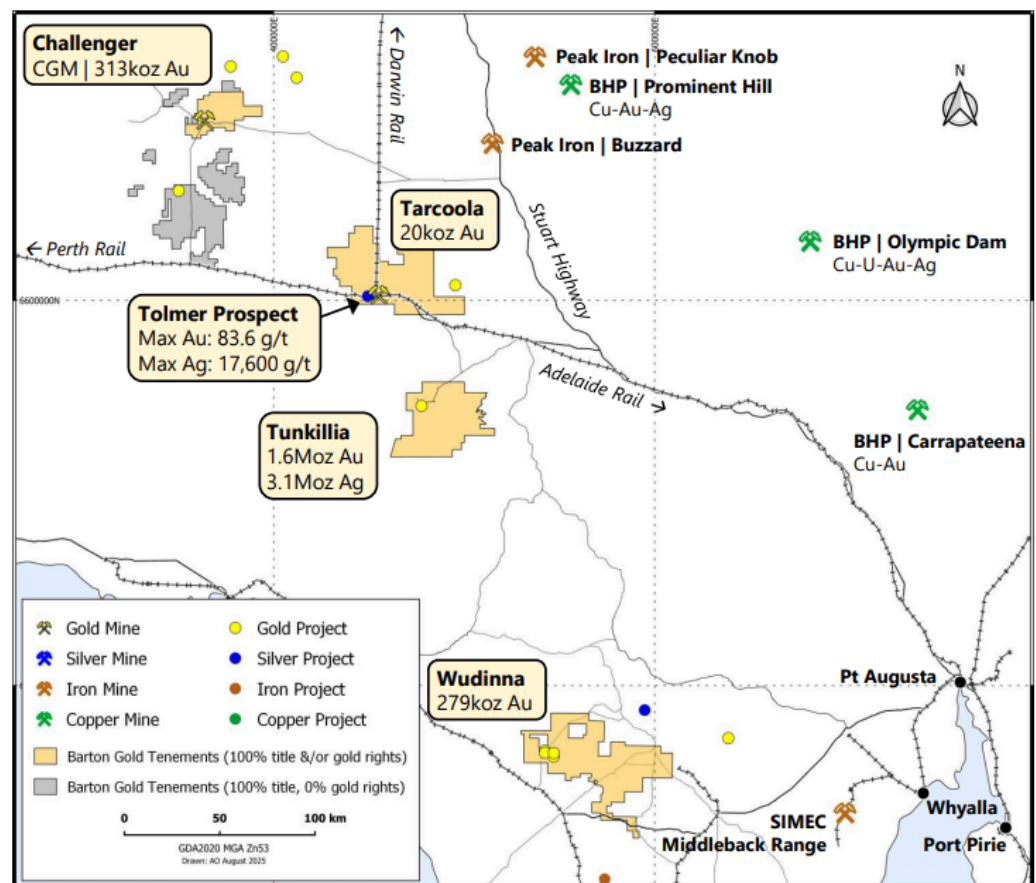 Challenger
CGM | 313koz Au
400000E
← Darwin Rail
Peak Iron | Peculiar Knob
BHP | Prominent Hill
Cu-Au-Ag
N
Peak Iron | Buzzard
Tarcoola
20koz Au
Stuart Highway
BHP | Olympic Dam
Cu-U-Au-Ag
← Perth Rail
6600000N
Tolmer Prospect
Max Au: 83.6 g/t
Max Ag: 17,600 g/t
Adelaide Rail →
Tunkillia
1.6Moz Au
3.1Moz Ag
BHP | Carrapateena
Cu-Au
Gold Mine
Gold Project
Silver Mine
Silver Project
Iron Mine
Iron Project
Copper Mine
Copper Project
Barton Gold Tenements (100% title &/or gold rights)
Barton Gold Tenements (100% title, 0% gold rights)
0 50 100 km
GDA2020 MGA Zn53
Drawn: AO August 2025
Wudinna
279koz Au
Pt Augusta
SIMEC
Middleback Range
Whyalla
Port Pirie